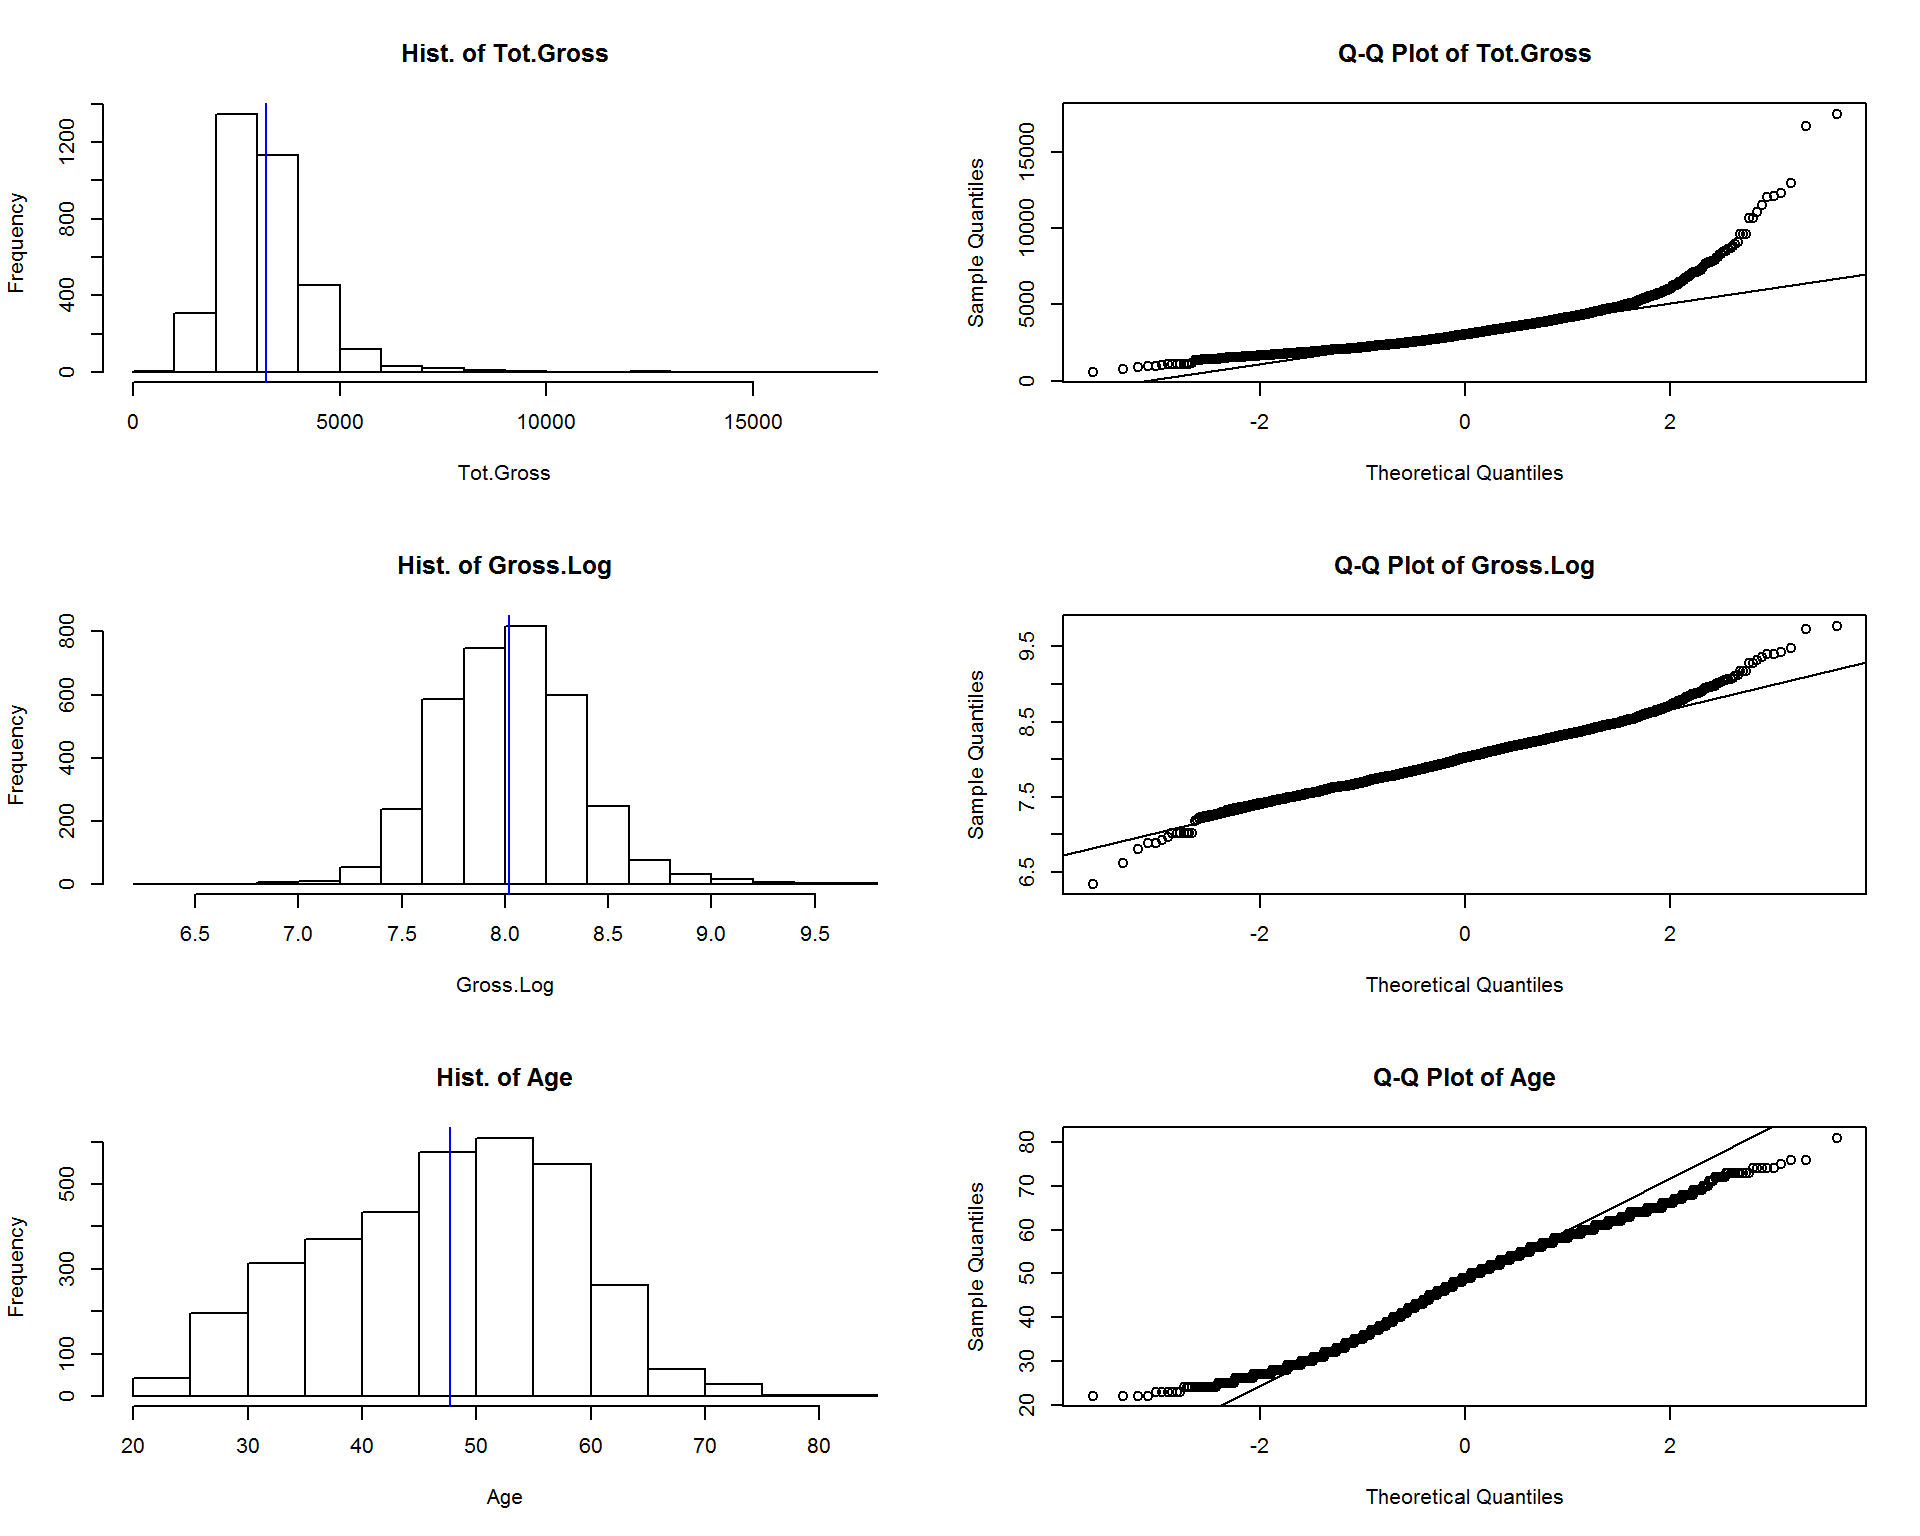 Hist. of Tot.Gross
Frequency
0 400 800 1200
0 5000 10000 15000
Tot.Gross
Q-Q Plot of Tot.Gross
Sample Quantiles
0 5000 10000 15000
-2 0 2
Theoretical Quantiles
Hist. of Gross.Log
Frequency
0 200 400 600 800
6.5 7.0 7.5 8.0 8.5 9.0 9.5
Gross.Log
Q-Q Plot of Gross.Log
Sample Quantiles
6.5 7.5 8.5 9.5
-2 0 2
Theoretical Quantiles
Hist. of Age
Frequency
0 100 300 500
20 30 40 50 60 70 80
Age
Q-Q Plot of Age
Sample Quantiles
20 30 40 50 60 70 80
-2 0 2
Theoretical Quantiles